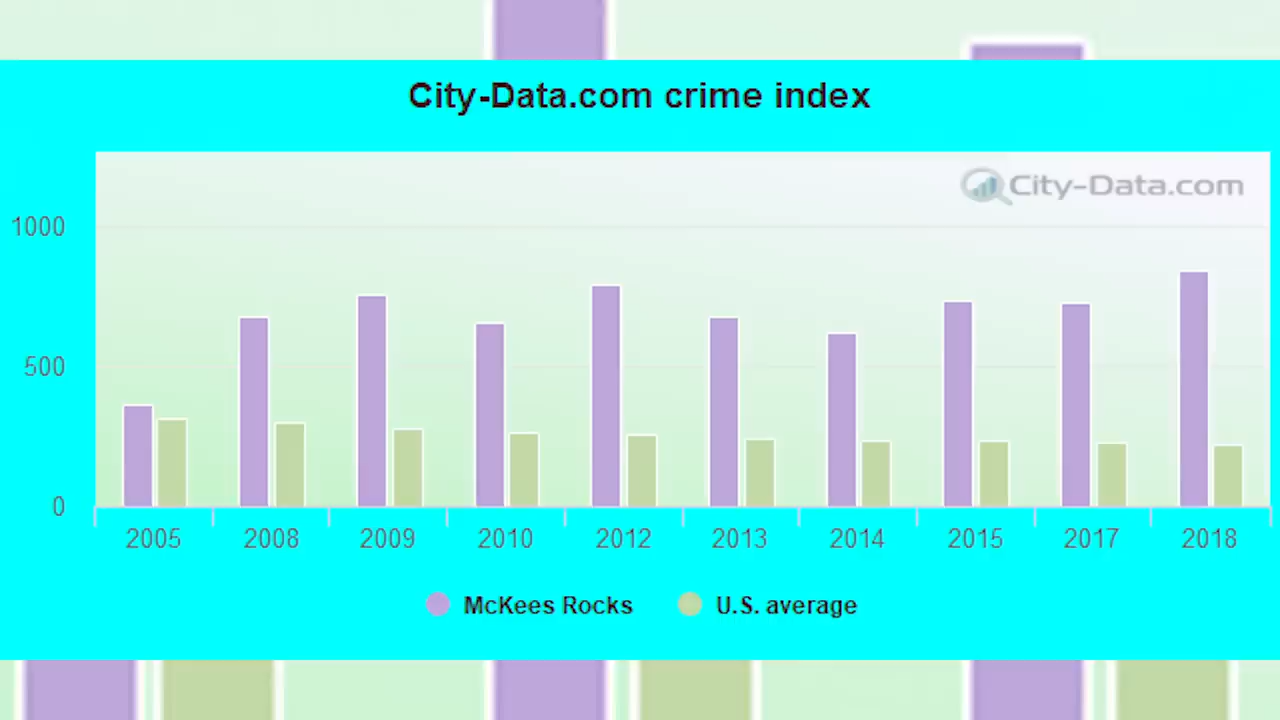 City-Data.com crime index
City-Data.com
1000
500
0
2005 2008 2009 2010 2012 2013 2014 2015 2017 2018
McKees Rocks U.S. average